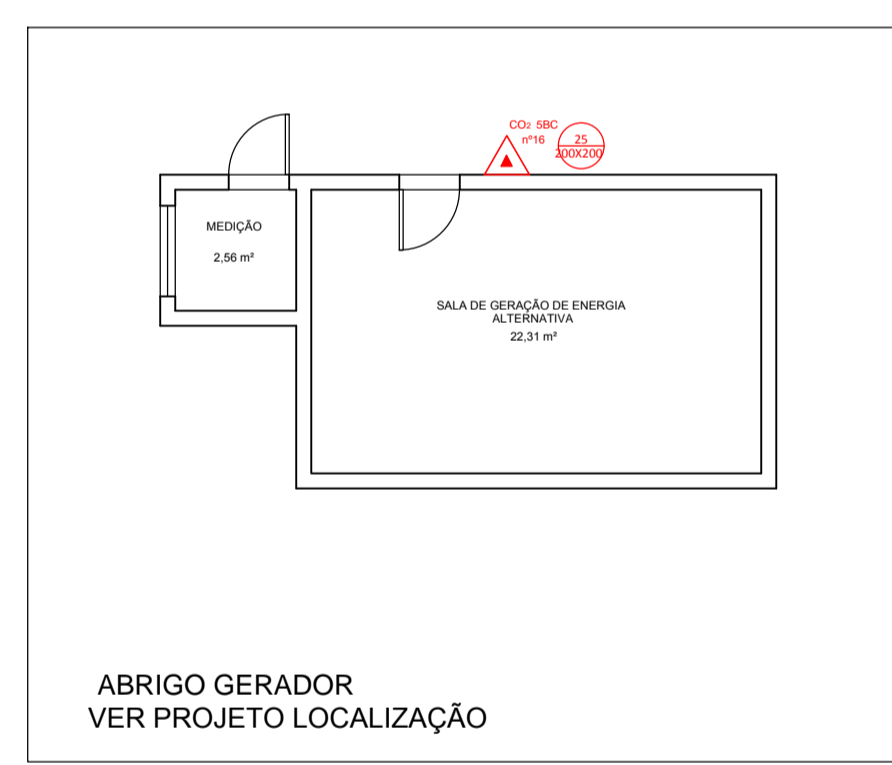 CO₂ 5BC
nº16
25
200X200
MEDIÇÃO
2,56 m²
SALA DE GERAÇÃO DE ENERGIA
ALTERNATIVA
22,31 m²
ABRIGO GERADOR
VER PROJETO LOCALIZAÇÃO